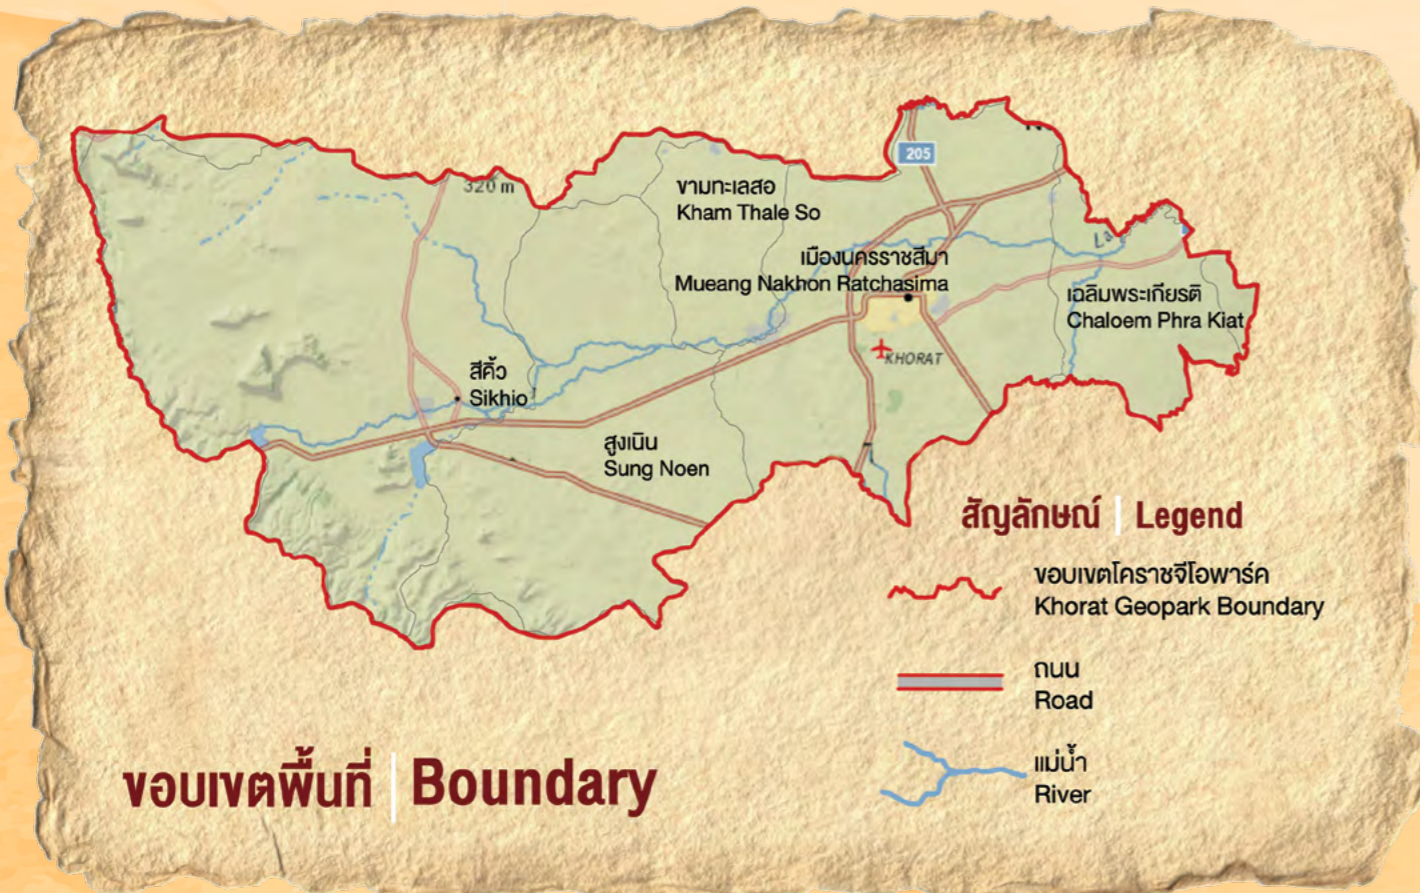 320 m
205
ขามทะเลสอ
Kham Thale So
เมืองนครราชสีมา
Mueang Nakhon Ratchasima
เฉลิมพระเกียรติ
Chaloem Phra Kiat
KHORAT
สีคิ้ว
Sikhio
สูงเนิน
Sung Noen
สัญลักษณ์ | Legend
ขอบเขตโคราชจีโอพาร์ค
Khorat Geopark Boundary
ถนน
Road
แม่น้ำ
River
ขอบเขตพื้นที่ | Boundary